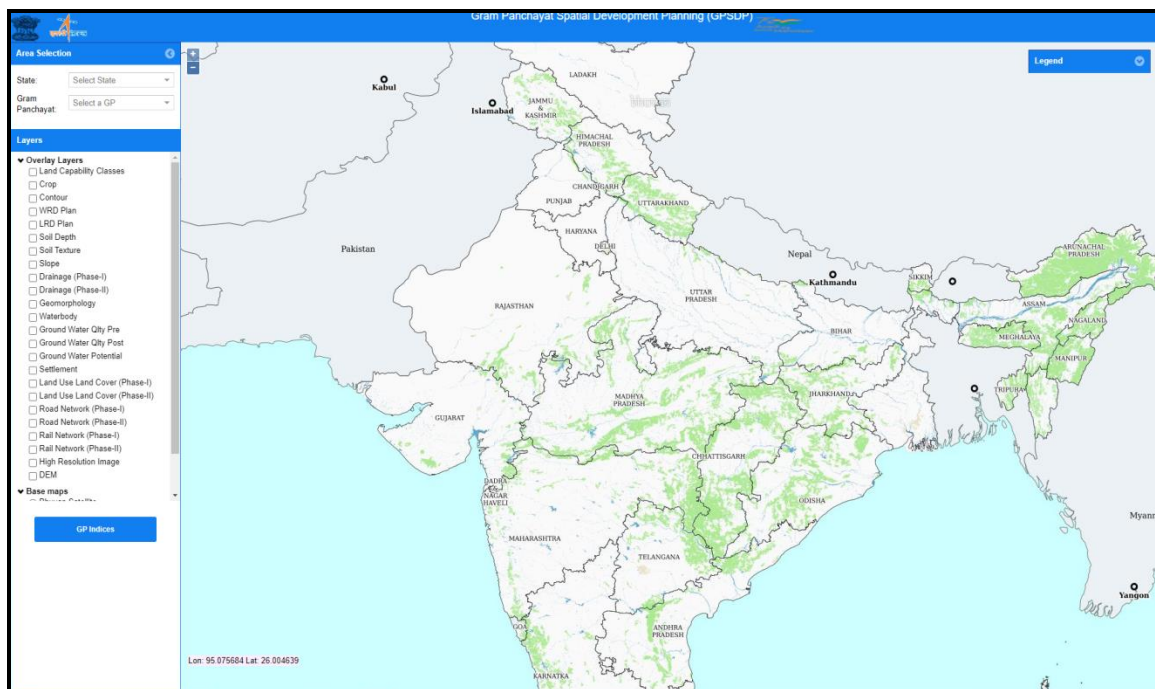 Gram Panchayat Spatial Development Planning (GPSDP)
Area Selection
State:
Select State
Gram
Panchayat:
Select a GP
Layers
Overlay Layers
Land Capability Classes
Crop
Contour
WRD Plan
LRD Plan
Soil Depth
Soil Texture
Slope
Drainage (Phase-I)
Drainage (Phase-II)
Geomorphology
Waterbody
Ground Water Qlty Pre
Ground Water Qlty Post
Ground Water Potential
Settlement
Land Use Land Cover (Phase-I)
Land Use Land Cover (Phase-II)
Road Network (Phase-I)
Road Network (Phase-II)
Rail Network (Phase-I)
Rail Network (Phase-II)
High Resolution Image
DEM
Base maps
GP Indices
+
−
Legend
LADAKH
Kabul
Islamabad
JAMMU
&
KASHMIR
HIMACHAL
PRADESH
CHANDIGARH
PUNJAB
UTTARAKHAND
HARYANA
DELHI
Pakistan
Nepal
Kathmandu
SIKKIM
ARUNACHAL
PRADESH
RAJASTHAN
UTTAR
PRADESH
ASSAM
NAGALAND
BIHAR
MEGHALAYA
MANIPUR
TRIPURA
GUJARAT
MADHYA
PRADESH
JHARKHAND
CHHATTISGARH
DADRA
NAGAR
HAVELI
ODISHA
MAHARASHTRA
TELANGANA
Myanm
Yangon
GOA
ANDHRA
PRADESH
KARNATKA
Lon: 95.075684 Lat: 26.004639